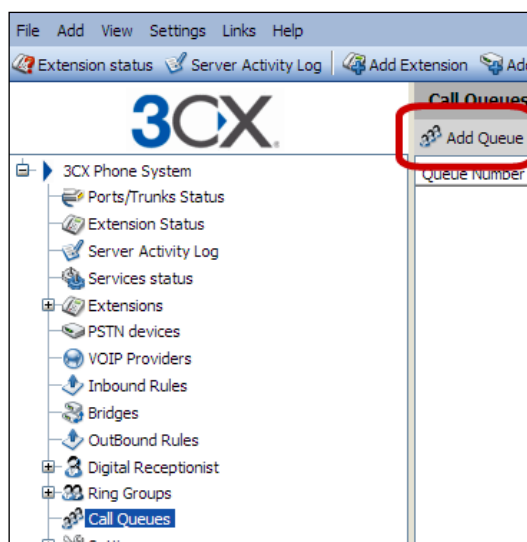 File Add View Settings Links Help
Extension status Server Activity Log Add Extension
Call Queues
3CX
Add Queue
3CX Phone System
Queue Number
Ports/Trunks Status
Extension Status
Server Activity Log
Services status
Extensions
PSTN devices
VOIP Providers
Inbound Rules
Bridges
OutBound Rules
Digital Receptionist
Ring Groups
Call Queues